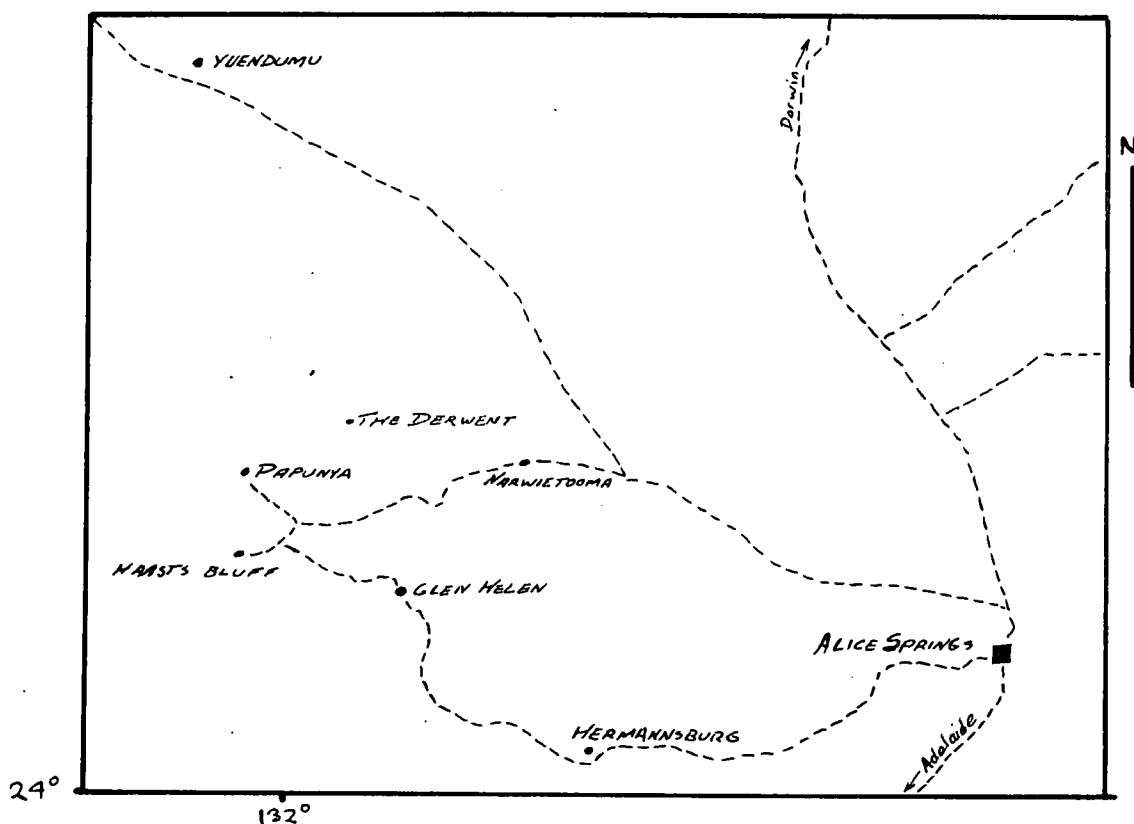 YUENDUMU
Darwin
N
THE DERWENT
PAPUNYA
NARWIETOOMA
HAASTS BLUFF
GLEN HELEN
ALICE SPRINGS
HERMANNSBURG
Adelaide
24°
132°